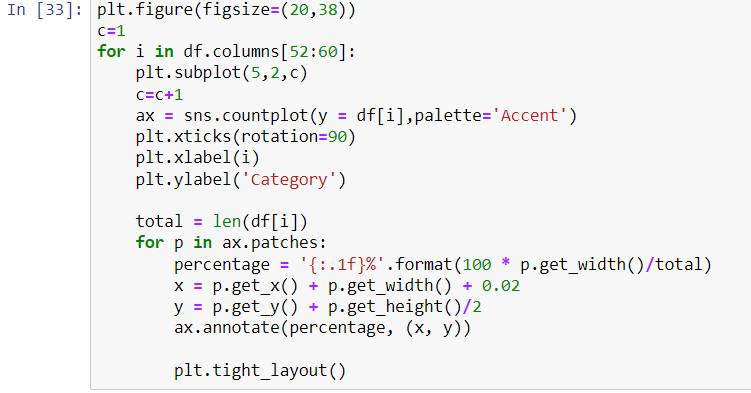 In [33]: plt.figure(figsize=(20,38))
c=1
for i in df.columns[52:60]:
    plt.subplot(5,2,c)
    c=c+1
    ax = sns.countplot(y = df[i],palette='Accent')
    plt.xticks(rotation=90)
    plt.xlabel(i)
    plt.ylabel('Category')

    total = len(df[i])
    for p in ax.patches:
        percentage = '{:.1f}%'.format(100 * p.get_width()/total)
        x = p.get_x() + p.get_width() + 0.02
        y = p.get_y() + p.get_height()/2
        ax.annotate(percentage, (x, y))

        plt.tight_layout()